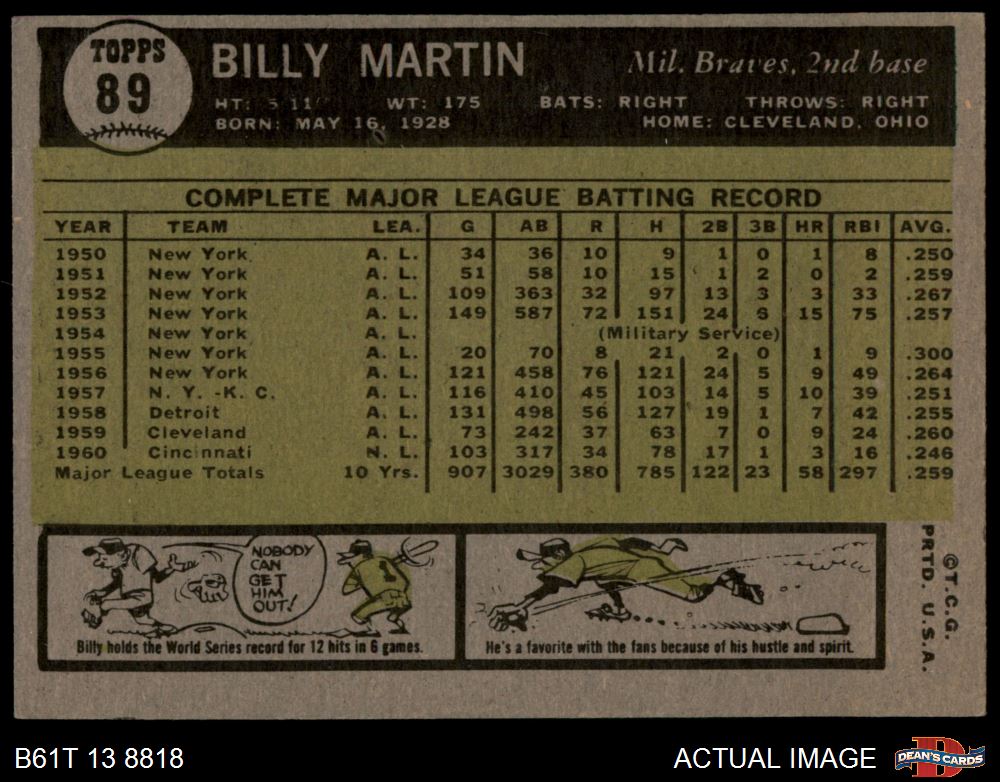 TOPPS
89
BILLY MARTIN
Mil. Braves, 2nd base
HT: 5'11" WT: 175 BATS: RIGHT THROWS: RIGHT
BORN: MAY 16, 1928 HOME: CLEVELAND, OHIO
COMPLETE MAJOR LEAGUE BATTING RECORD
YEAR TEAM LEA. G AB R H 2B 3B HR RBI AVG.
1950 New York A. L. 34 36 10 9 1 0 1 8 .250
1951 New York A. L. 51 58 10 15 1 2 0 2 .259
1952 New York A. L. 109 363 32 97 13 3 3 33 .267
1953 New York A. L. 149 587 72 151 24 6 15 75 .257
1954 New York A. L. (Military Service)
1955 New York A. L. 20 70 8 21 2 0 1 9 .300
1956 New York A. L. 121 458 76 121 24 5 9 49 .264
1957 N. Y. -K. C. A. L. 116 410 45 103 14 5 10 39 .251
1958 Detroit A. L. 131 498 56 127 19 1 7 42 .255
1959 Cleveland A. L. 73 242 37 63 7 0 9 24 .260
1960 Cincinnati N. L. 103 317 34 78 17 1 3 16 .246
Major League Totals 10 Yrs. 907 3029 380 785 122 23 58 297 .259
NOBODY
CAN
GET
HIM
OUT!
1
Billy holds the World Series record for 12 hits in 6 games.
He's a favorite with the fans because of his hustle and spirit.
©T.C.G.
PRTD. U.S.A.
B61T 13 8818
ACTUAL IMAGE
D
DEAN'S CARDS